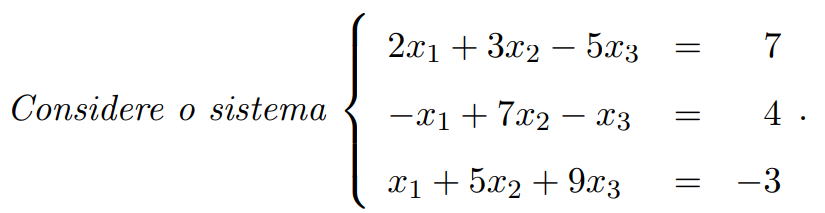 2x₁ + 3x₂ − 5x₃ = 7
Considere o sistema { −x₁ + 7x₂ − x₃ = 4 .
x₁ + 5x₂ + 9x₃ = −3